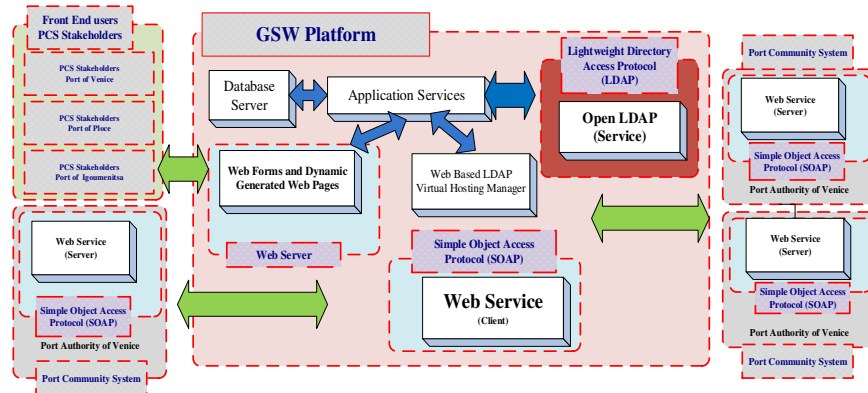 Front End users
PCS Stakeholders
PCS Stakeholders
Port of Venice
PCS Stakeholders
Port of Ploce
PCS Stakeholders
Port of Igoumenitsa
Web Service
(Server)
Simple Object Access
Protocol (SOAP)
Port Authority of Venice
Port Community System
GSW Platform
Database
Server
Application Services
Lightweight Directory
Access Protocol
(LDAP)
Open LDAP
(Service)
Web Forms and Dynamic
Generated Web Pages
Web Server
Web Based LDAP
Virtual Hosting Manager
Simple Object Access
Protocol (SOAP)
Web Service
(Client)
Port Community System
Web Service
(Server)
Simple Object Access
Protocol (SOAP)
Port Authority of Venice
Web Service
(Server)
Simple Object Access
Protocol (SOAP)
Port Authority of Venice
Port Community System